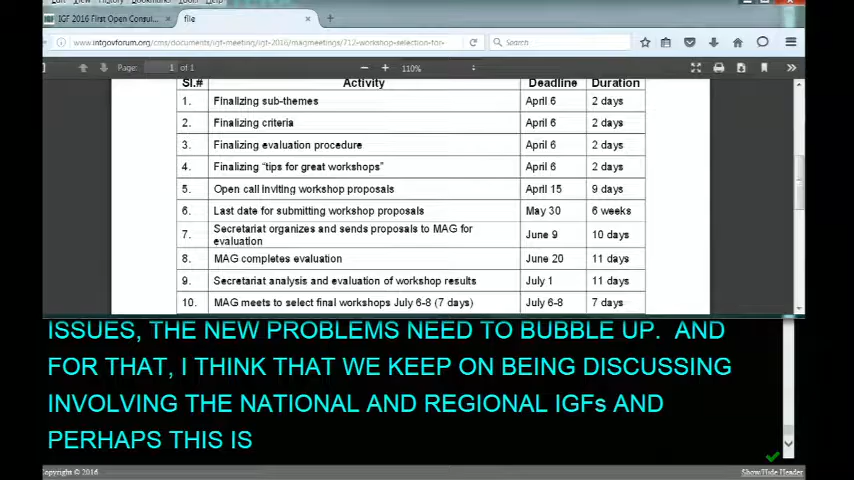 Edit View History Bookmarks Tools Help
IGF 2016 First Open Consul... × file × +
www.intgovforum.org/cms/documents/igf-meeting/igf-2016/magmeetings/712-workshop-selection-for- Search
Page: 1 of 1 — + 110%
Sl.# Activity Deadline Duration
1. Finalizing sub-themes April 6 2 days
2. Finalizing criteria April 6 2 days
3. Finalizing evaluation procedure April 6 2 days
4. Finalizing “tips for great workshops” April 6 2 days
5. Open call inviting workshop proposals April 15 9 days
6. Last date for submitting workshop proposals May 30 6 weeks
7. Secretariat organizes and sends proposals to MAG for June 9 10 days
evaluation
8. MAG completes evaluation June 20 11 days
9. Secretariat analysis and evaluation of workshop results July 1 11 days
10. MAG meets to select final workshops July 6-8 (7 days) July 6-8 7 days
ISSUES, THE NEW PROBLEMS NEED TO BUBBLE UP. AND
FOR THAT, I THINK THAT WE KEEP ON BEING DISCUSSING
INVOLVING THE NATIONAL AND REGIONAL IGFs AND
PERHAPS THIS IS
Copyright © 2016 Show/Hide Header